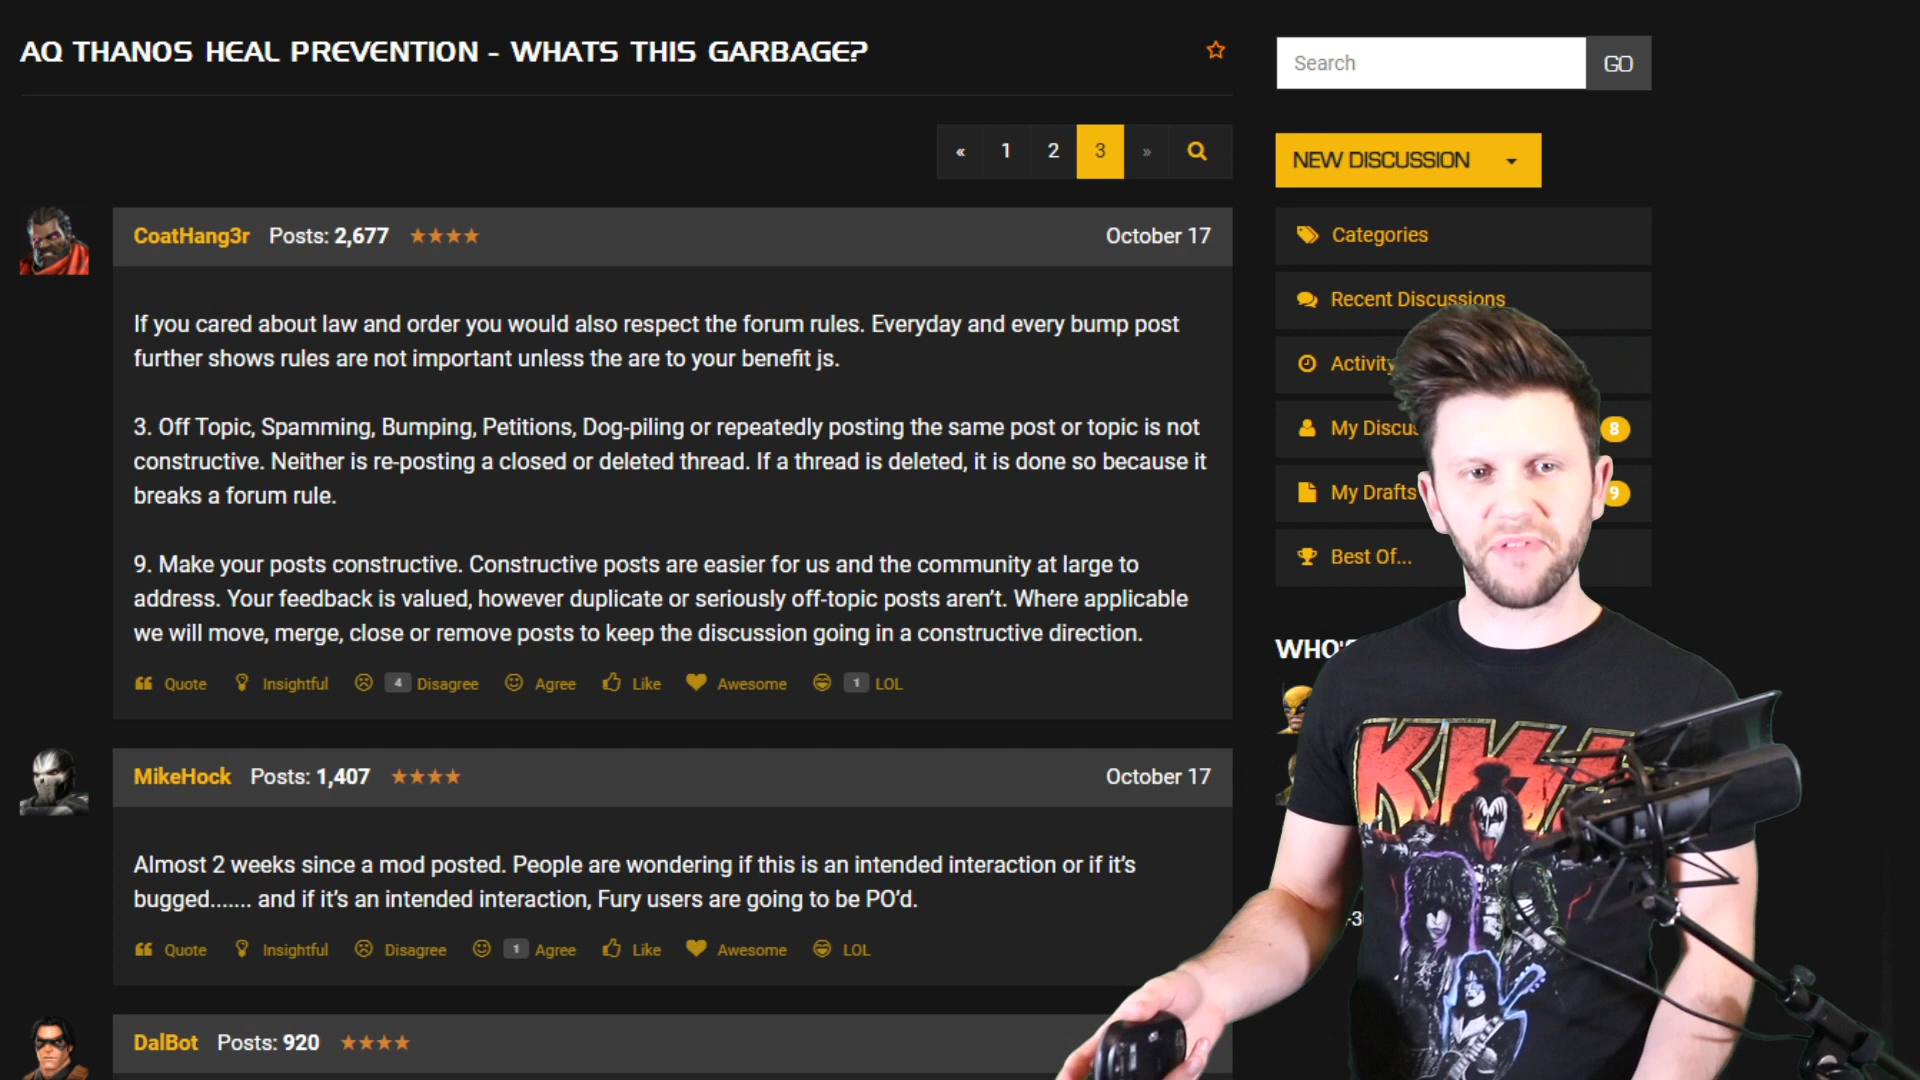 AQ THANOS HEAL PREVENTION - WHATS THIS GARBAGE?
Search
GO
« 1 2 3 »
NEW DISCUSSION
CoatHang3r Posts: 2,677 ★★★★ October 17
If you cared about law and order you would also respect the forum rules. Everyday and every bump post
further shows rules are not important unless the are to your benefit js.
3. Off Topic, Spamming, Bumping, Petitions, Dog-piling or repeatedly posting the same post or topic is not
constructive. Neither is re-posting a closed or deleted thread. If a thread is deleted, it is done so because it
breaks a forum rule.
9. Make your posts constructive. Constructive posts are easier for us and the community at large to
address. Your feedback is valued, however duplicate or seriously off-topic posts aren't. Where applicable
we will move, merge, close or remove posts to keep the discussion going in a constructive direction.
Quote Insightful 4 Disagree Agree Like Awesome 1 LOL
MikeHock Posts: 1,407 ★★★★ October 17
Almost 2 weeks since a mod posted. People are wondering if this is an intended interaction or if it's
bugged....... and if it's an intended interaction, Fury users are going to be PO'd.
Quote Insightful Disagree 1 Agree Like Awesome LOL
DalBot Posts: 920 ★★★★
Categories
Recent Discussions
Activity
My Discus 8
My Drafts 9
Best Of...
WHO'S
KISS